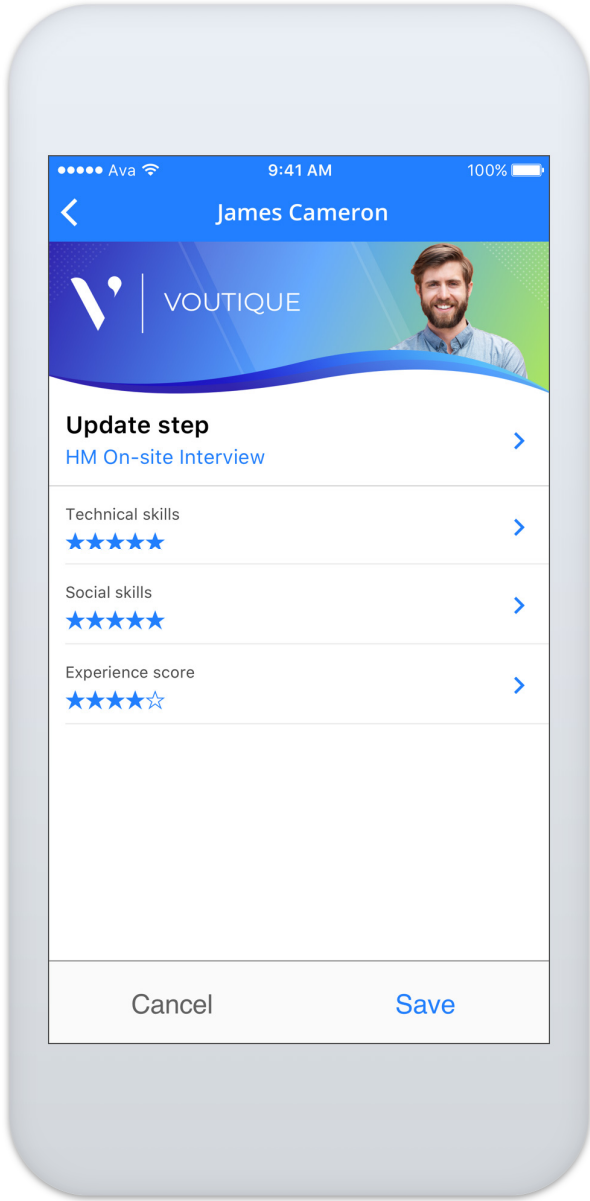 Ava 9:41 AM 100%
James Cameron
VOUTIQUE
Update step
HM On-site Interview
Technical skills
Social skills
Experience score
Cancel Save